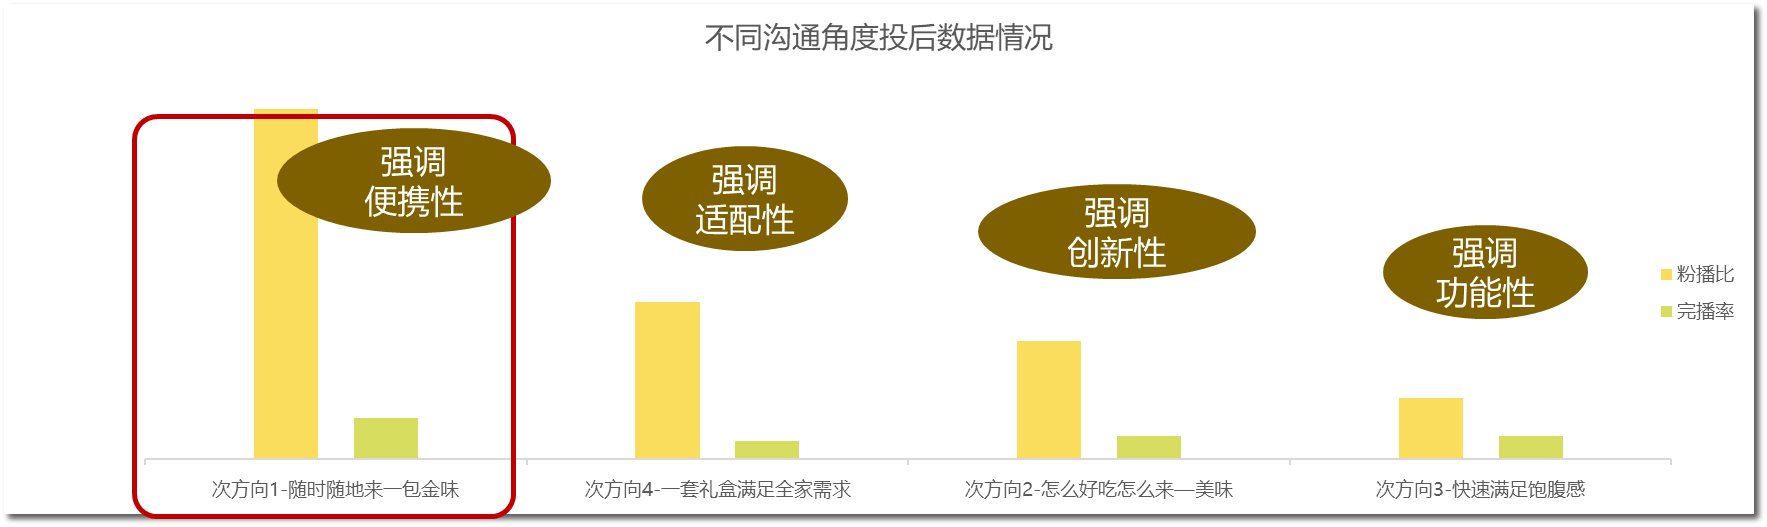 不同沟通角度投后数据情况
强调
便携性
强调
适配性
强调
创新性
强调
功能性
粉播比
完播率
次方向1-随时随地来一包金味
次方向4-一套礼盒满足全家需求
次方向2-怎么好吃怎么来—美味
次方向3-快速满足饱腹感